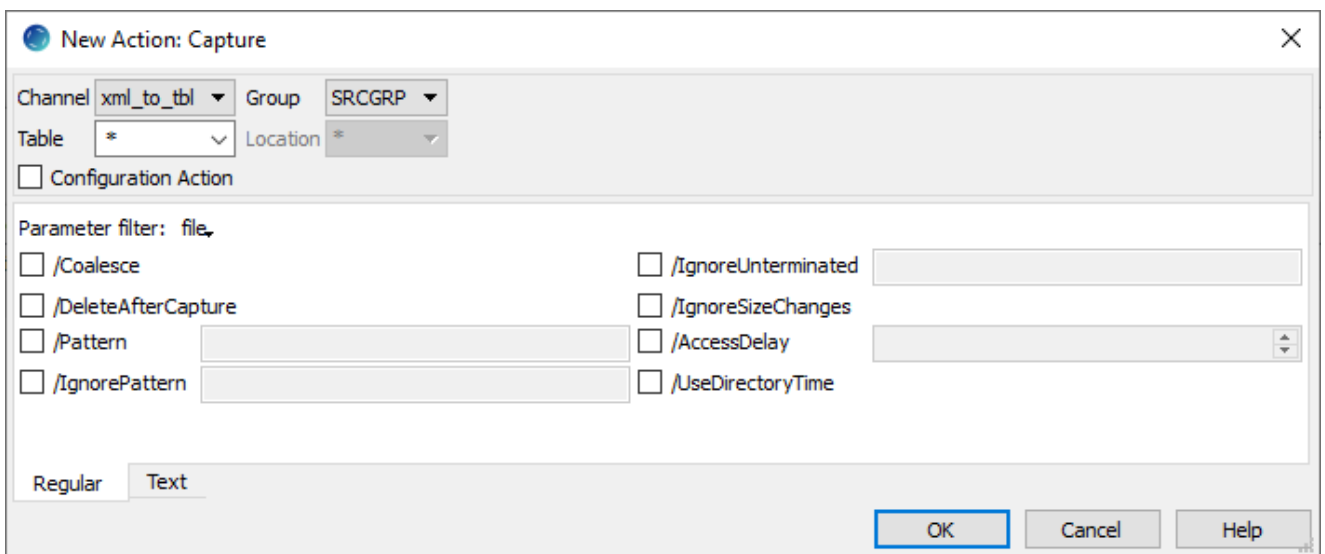 New Action: Capture
Channel xml_to_tbl Group SRCGRP
Table * Location *
Configuration Action
Parameter filter: file
/Coalesce /IgnoreUnterminated
/DeleteAfterCapture /IgnoreSizeChanges
/Pattern /AccessDelay
/IgnorePattern /UseDirectoryTime
Regular Text
OK Cancel Help